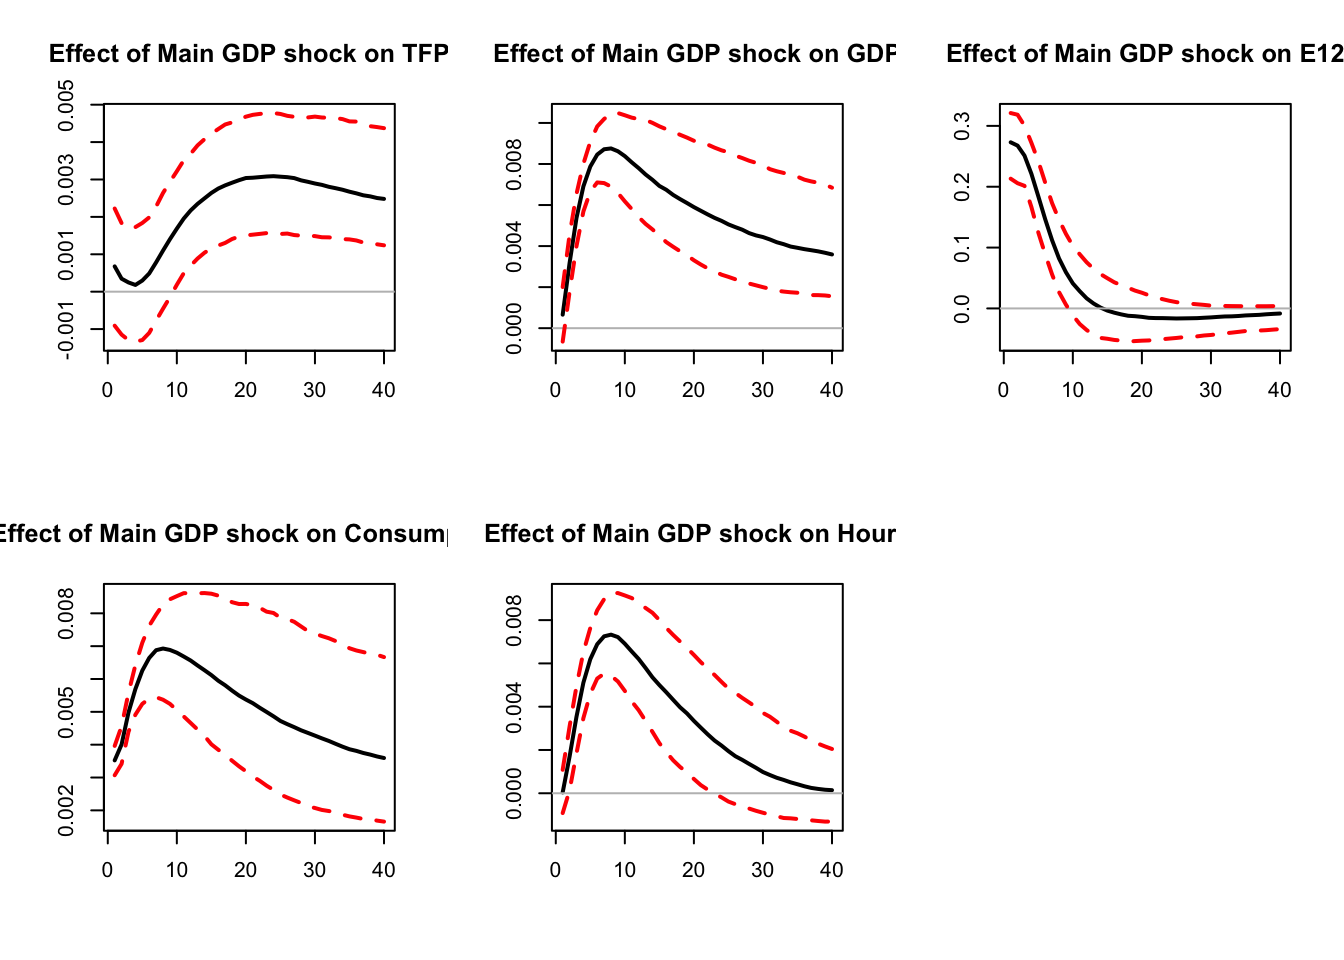 Effect of Main GDP shock on TFP
Effect of Main GDP shock on GDP
Effect of Main GDP shock on E12
-0.001 0.001 0.003 0.005
0.000 0.004 0.008
0.0 0.1 0.2 0.3
0 10 20 30 40
0 10 20 30 40
0 10 20 30 40
Effect of Main GDP shock on Consum
Effect of Main GDP shock on Hour
0.002 0.005 0.008
0.000 0.004 0.008
0 10 20 30 40
0 10 20 30 40